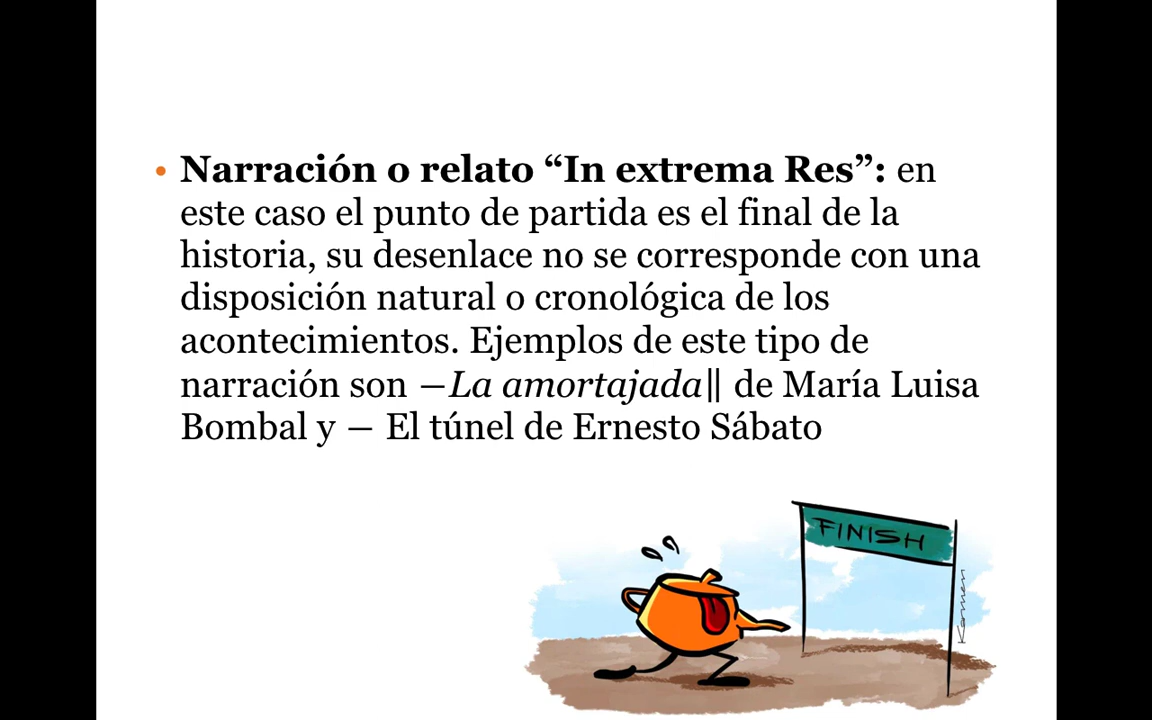 • Narración o relato “In extrema Res”: en
este caso el punto de partida es el final de la
historia, su desenlace no se corresponde con una
disposición natural o cronológica de los
acontecimientos. Ejemplos de este tipo de
narración son ―La amortajada‖ de María Luisa
Bombal y ― El túnel de Ernesto Sábato
FINISH
Karmen